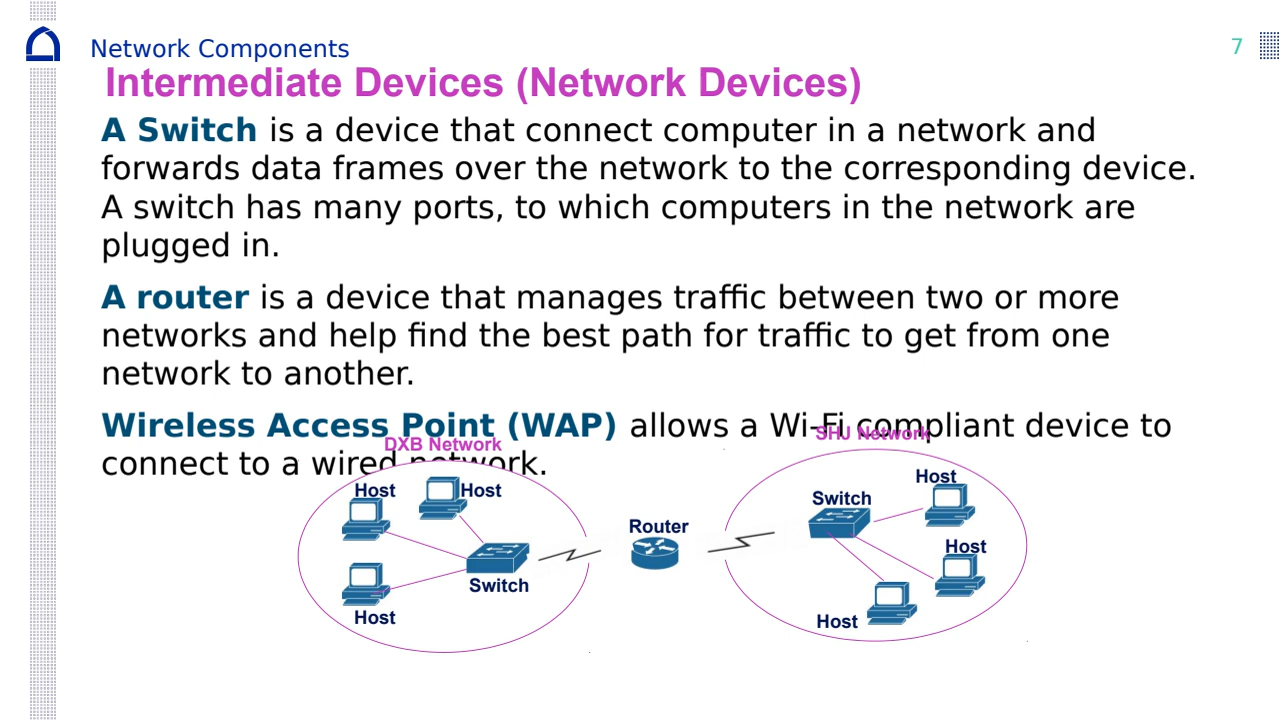 Network Components
7
Intermediate Devices (Network Devices)
A Switch is a device that connect computer in a network and
forwards data frames over the network to the corresponding device.
A switch has many ports, to which computers in the network are
plugged in.
A router is a device that manages traffic between two or more
networks and help find the best path for traffic to get from one
network to another.
Wireless Access Point (WAP) allows a Wi-Fi compliant device to
connect to a wired network.
DXB Network
SHJ Network
Host
Host
Switch
Host
Router
Switch
Host
Host
Host